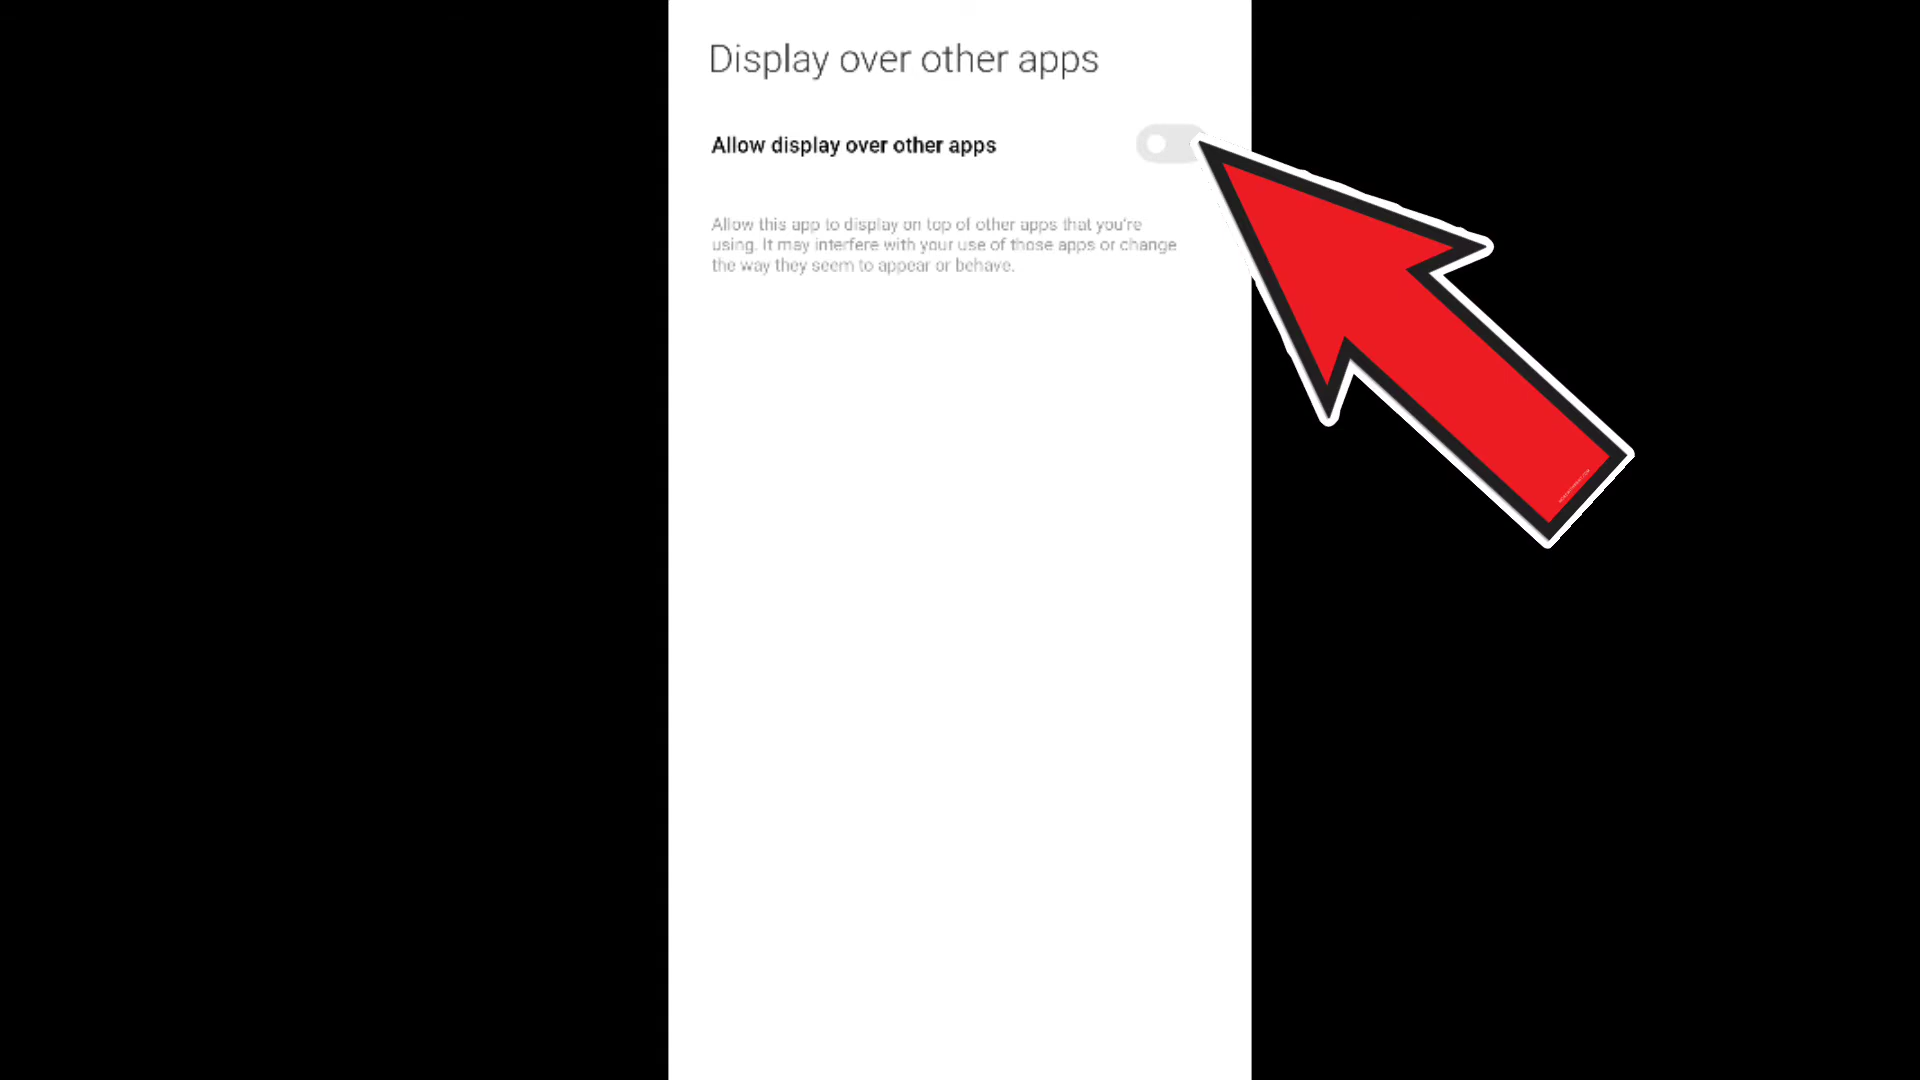 Display over other apps
Allow display over other apps
Allow this app to display on top of other apps that you're
using. It may interfere with your use of those apps or change
the way they seem to appear or behave.